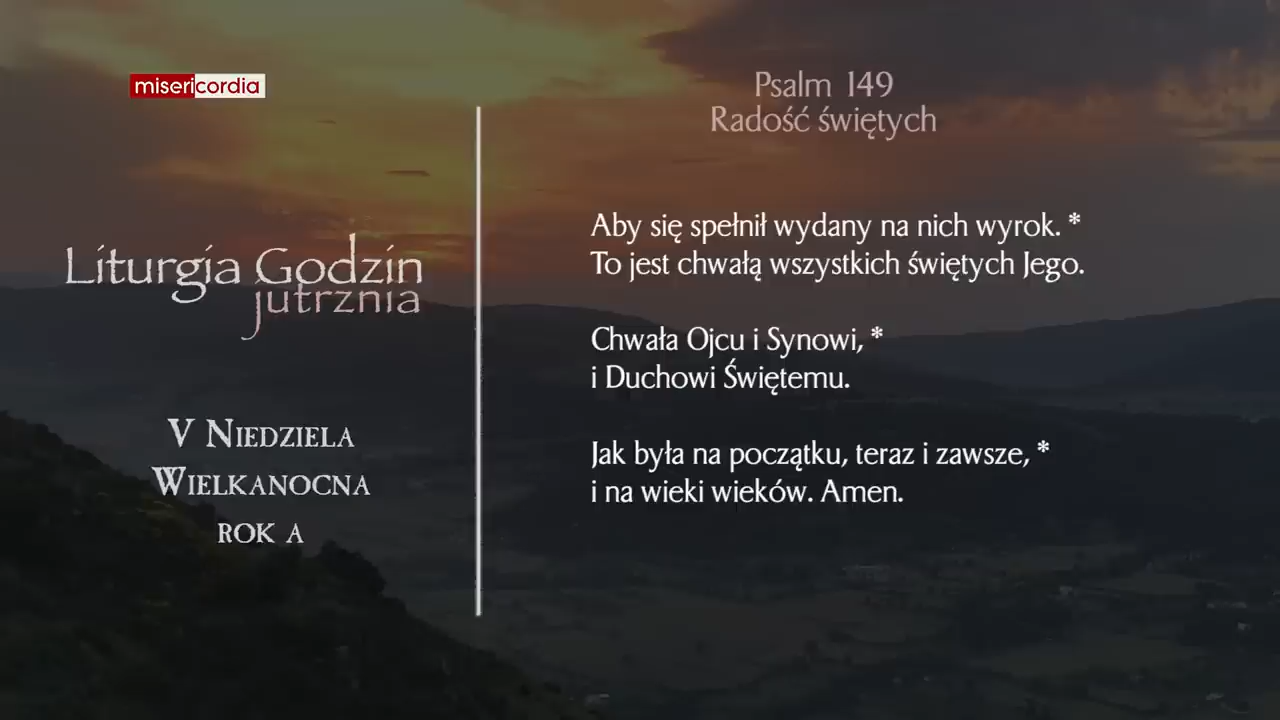 misericordia
Liturgia Godzin
jutrznia
V Niedziela
Wielkanocna
rok A
Psalm 149
Radość świętych
Aby się spełnił wydany na nich wyrok. *
To jest chwałą wszystkich świętych Jego.
Chwała Ojcu i Synowi, *
i Duchowi Świętemu.
Jak była na początku, teraz i zawsze, *
i na wieki wieków. Amen.